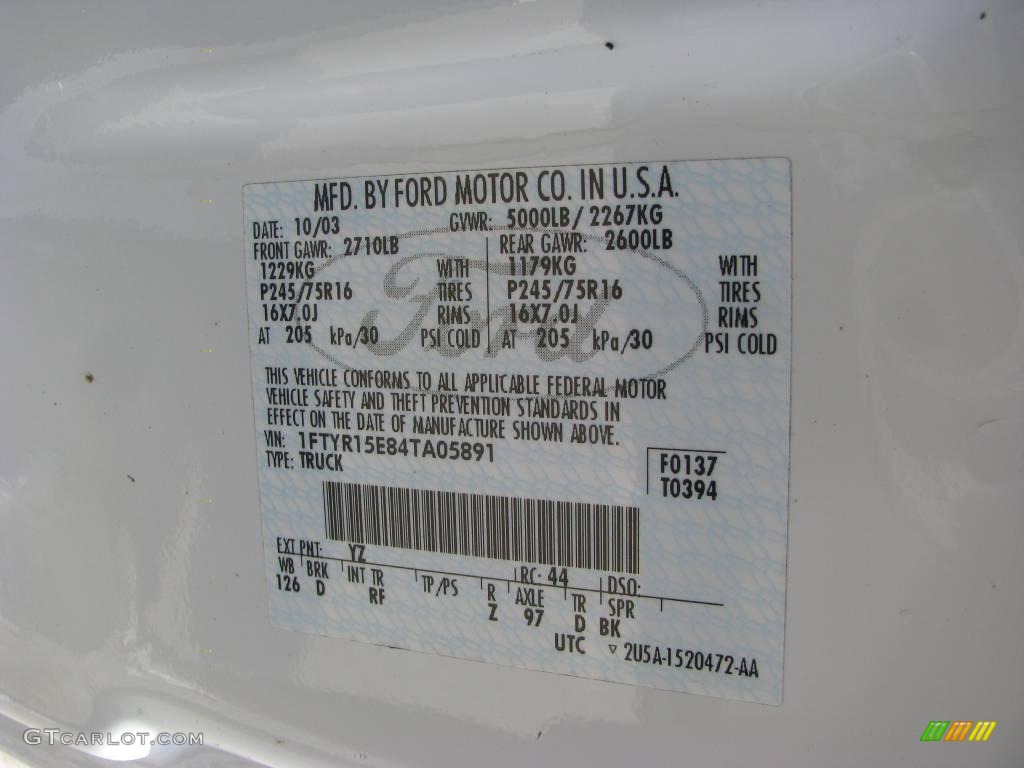 MFD. BY FORD MOTOR CO. IN U.S.A.
DATE: 10/03 GVWR: 5000LB/ 2267KG
FRONT GAWR: 2710LB REAR GAWR: 2600LB
1229KG WITH 1179KG WITH
P245/75R16 TIRES P245/75R16 TIRES
16X7.0J RIMS 16X7.0J RIMS
AT 205 kPa/30 PSI COLD AT 205 kPa/30 PSI COLD
Ford
THIS VEHICLE CONFORMS TO ALL APPLICABLE FEDERAL MOTOR
VEHICLE SAFETY AND THEFT PREVENTION STANDARDS IN
EFFECT ON THE DATE OF MANUFACTURE SHOWN ABOVE.
VIN: 1FTYR15E84TA05891
TYPE: TRUCK
F0137
T0394
EXT PNT: YZ RC: 44 DSO:
WB BRK INT TR TP/PS R AXLE TR SPR
126 D RF Z 97 D BK
UTC ▽ 2U5A-1520472-AA
GTCARLOT.COM